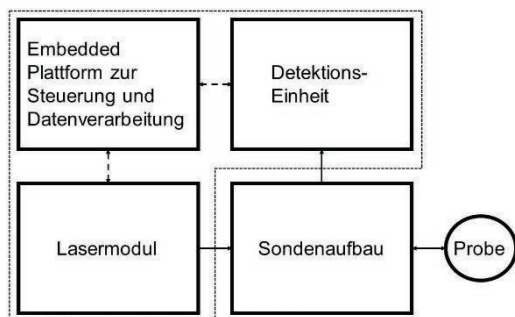 Embedded
Plattform zur
Steuerung und
Datenverarbeitung
Detektions-
Einheit
Lasermodul
Sondenaufbau
Probe